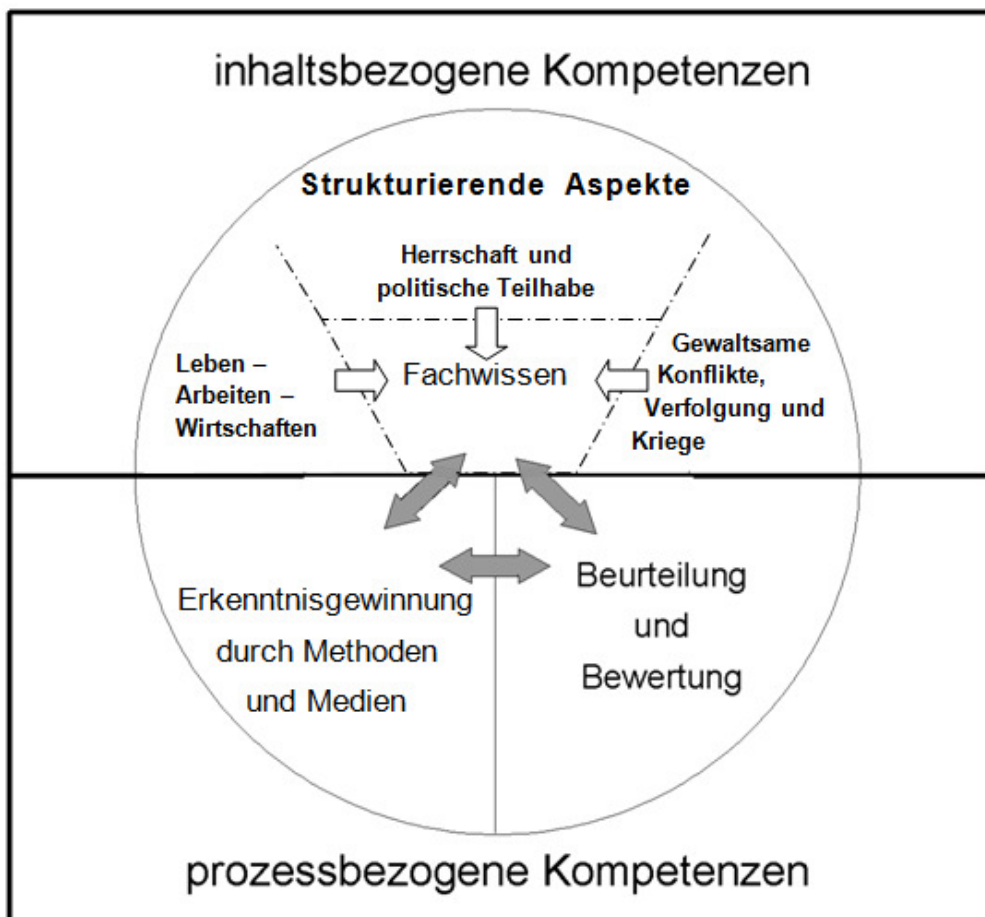 inhaltsbezogene Kompetenzen
Strukturierende Aspekte
Herrschaft und
politische Teilhabe
Leben –
Arbeiten –
Wirtschaften
Fachwissen
Gewaltsame
Konflikte,
Verfolgung und
Kriege
Erkenntnisgewinnung
durch Methoden
und Medien
Beurteilung
und
Bewertung
prozessbezogene Kompetenzen